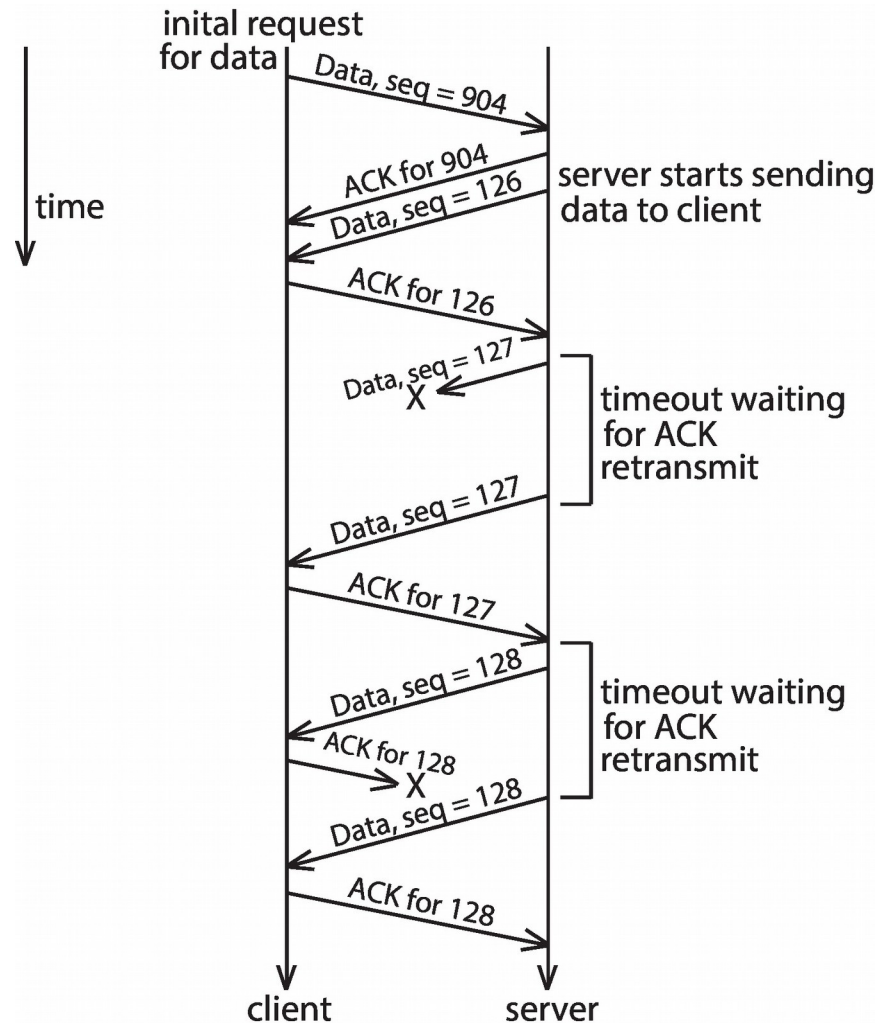 inital request
for data
Data, seq = 904
ACK for 904
server starts sending
data to client
time
Data, seq = 126
ACK for 126
Data, seq = 127
X
timeout waiting
for ACK
retransmit
Data, seq = 127
ACK for 127
Data, seq = 128
timeout waiting
for ACK
retransmit
ACK for 128
X
Data, seq = 128
ACK for 128
client
server